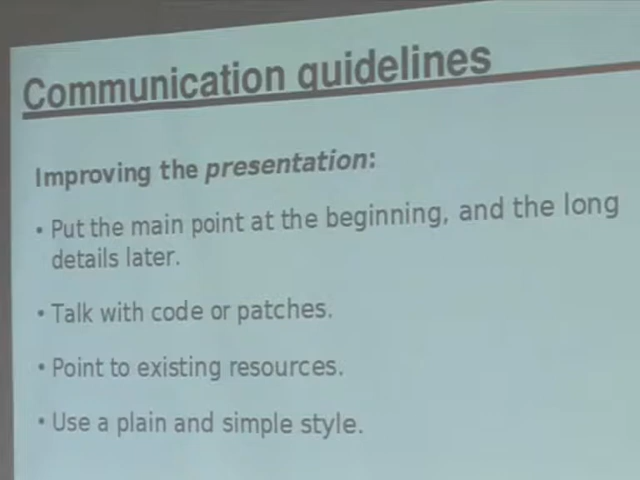 Communication guidelines
Improving the presentation:
• Put the main point at the beginning, and the long
details later.
• Talk with code or patches.
• Point to existing resources.
• Use a plain and simple style.